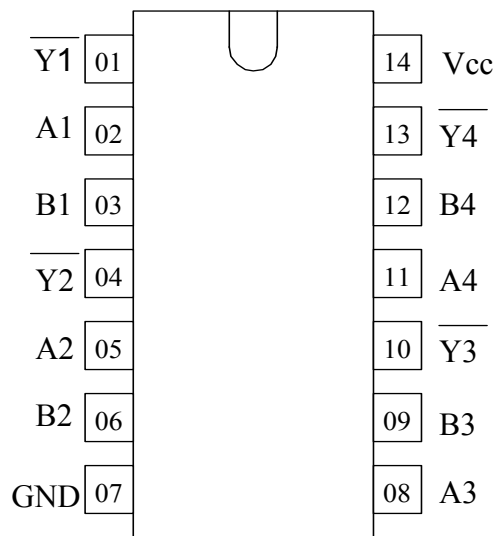 Y1 01 14 Vcc
A1 02 13 Y4
B1 03 12 B4
Y2 04 11 A4
A2 05 10 Y3
B2 06 09 B3
GND 07 08 A3